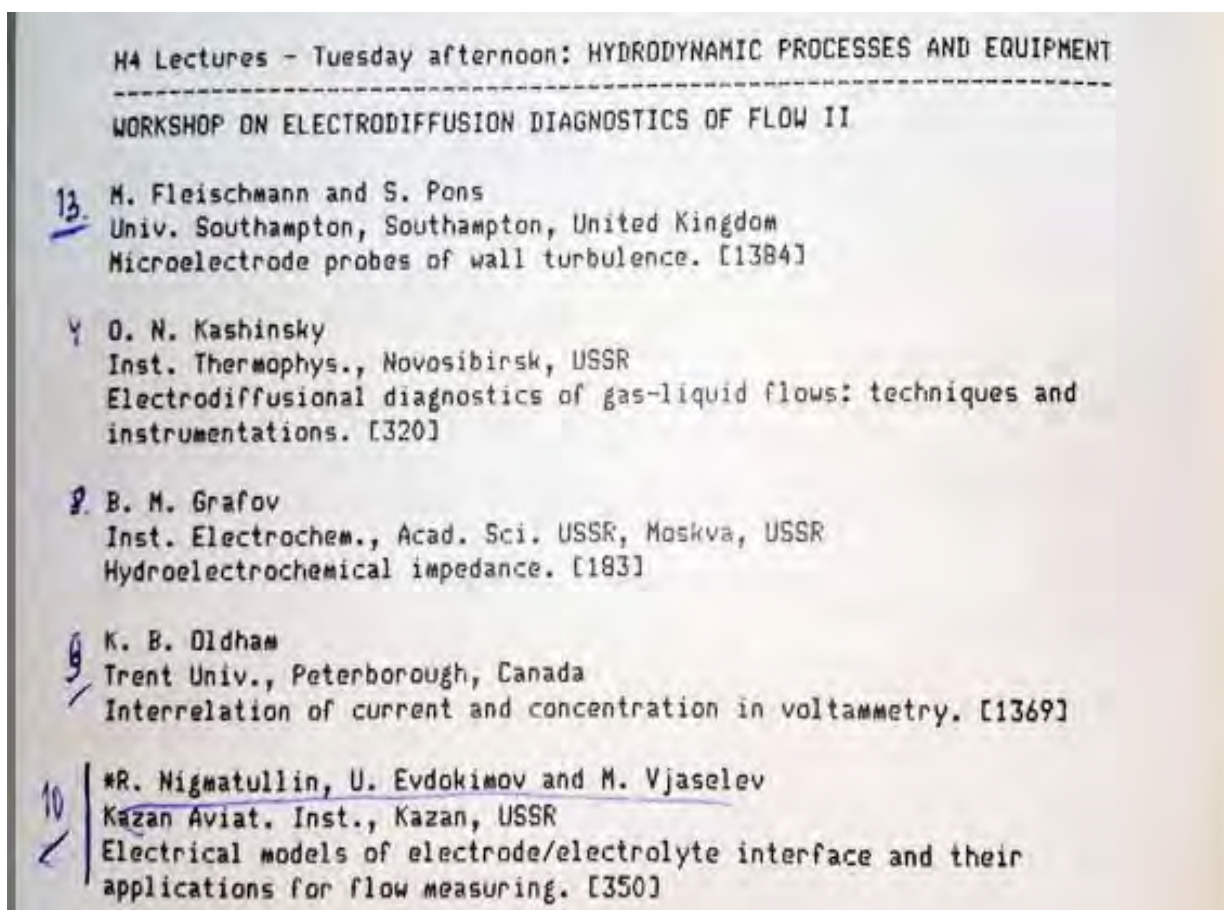 H4 Lectures - Tuesday afternoon: HYDRODYNAMIC PROCESSES AND EQUIPMENT
WORKSHOP ON ELECTRODIFFUSION DIAGNOSTICS OF FLOW II
13. M. Fleischmann and S. Pons
Univ. Southampton, Southampton, United Kingdom
Microelectrode probes of wall turbulence. [1384]
O. N. Kashinsky
Inst. Thermophys., Novosibirsk, USSR
Electrodiffusional diagnostics of gas-liquid flows: techniques and
instrumentations. [320]
B. M. Grafov
Inst. Electrochem., Acad. Sci. USSR, Moskva, USSR
Hydroelectrochemical impedance. [183]
K. B. Oldham
Trent Univ., Peterborough, Canada
Interrelation of current and concentration in voltammetry. [1369]
10 *R. Nigmatullin, U. Evdokimov and M. Vjaselev
Kazan Aviat. Inst., Kazan, USSR
Electrical models of electrode/electrolyte interface and their
applications for flow measuring. [350]